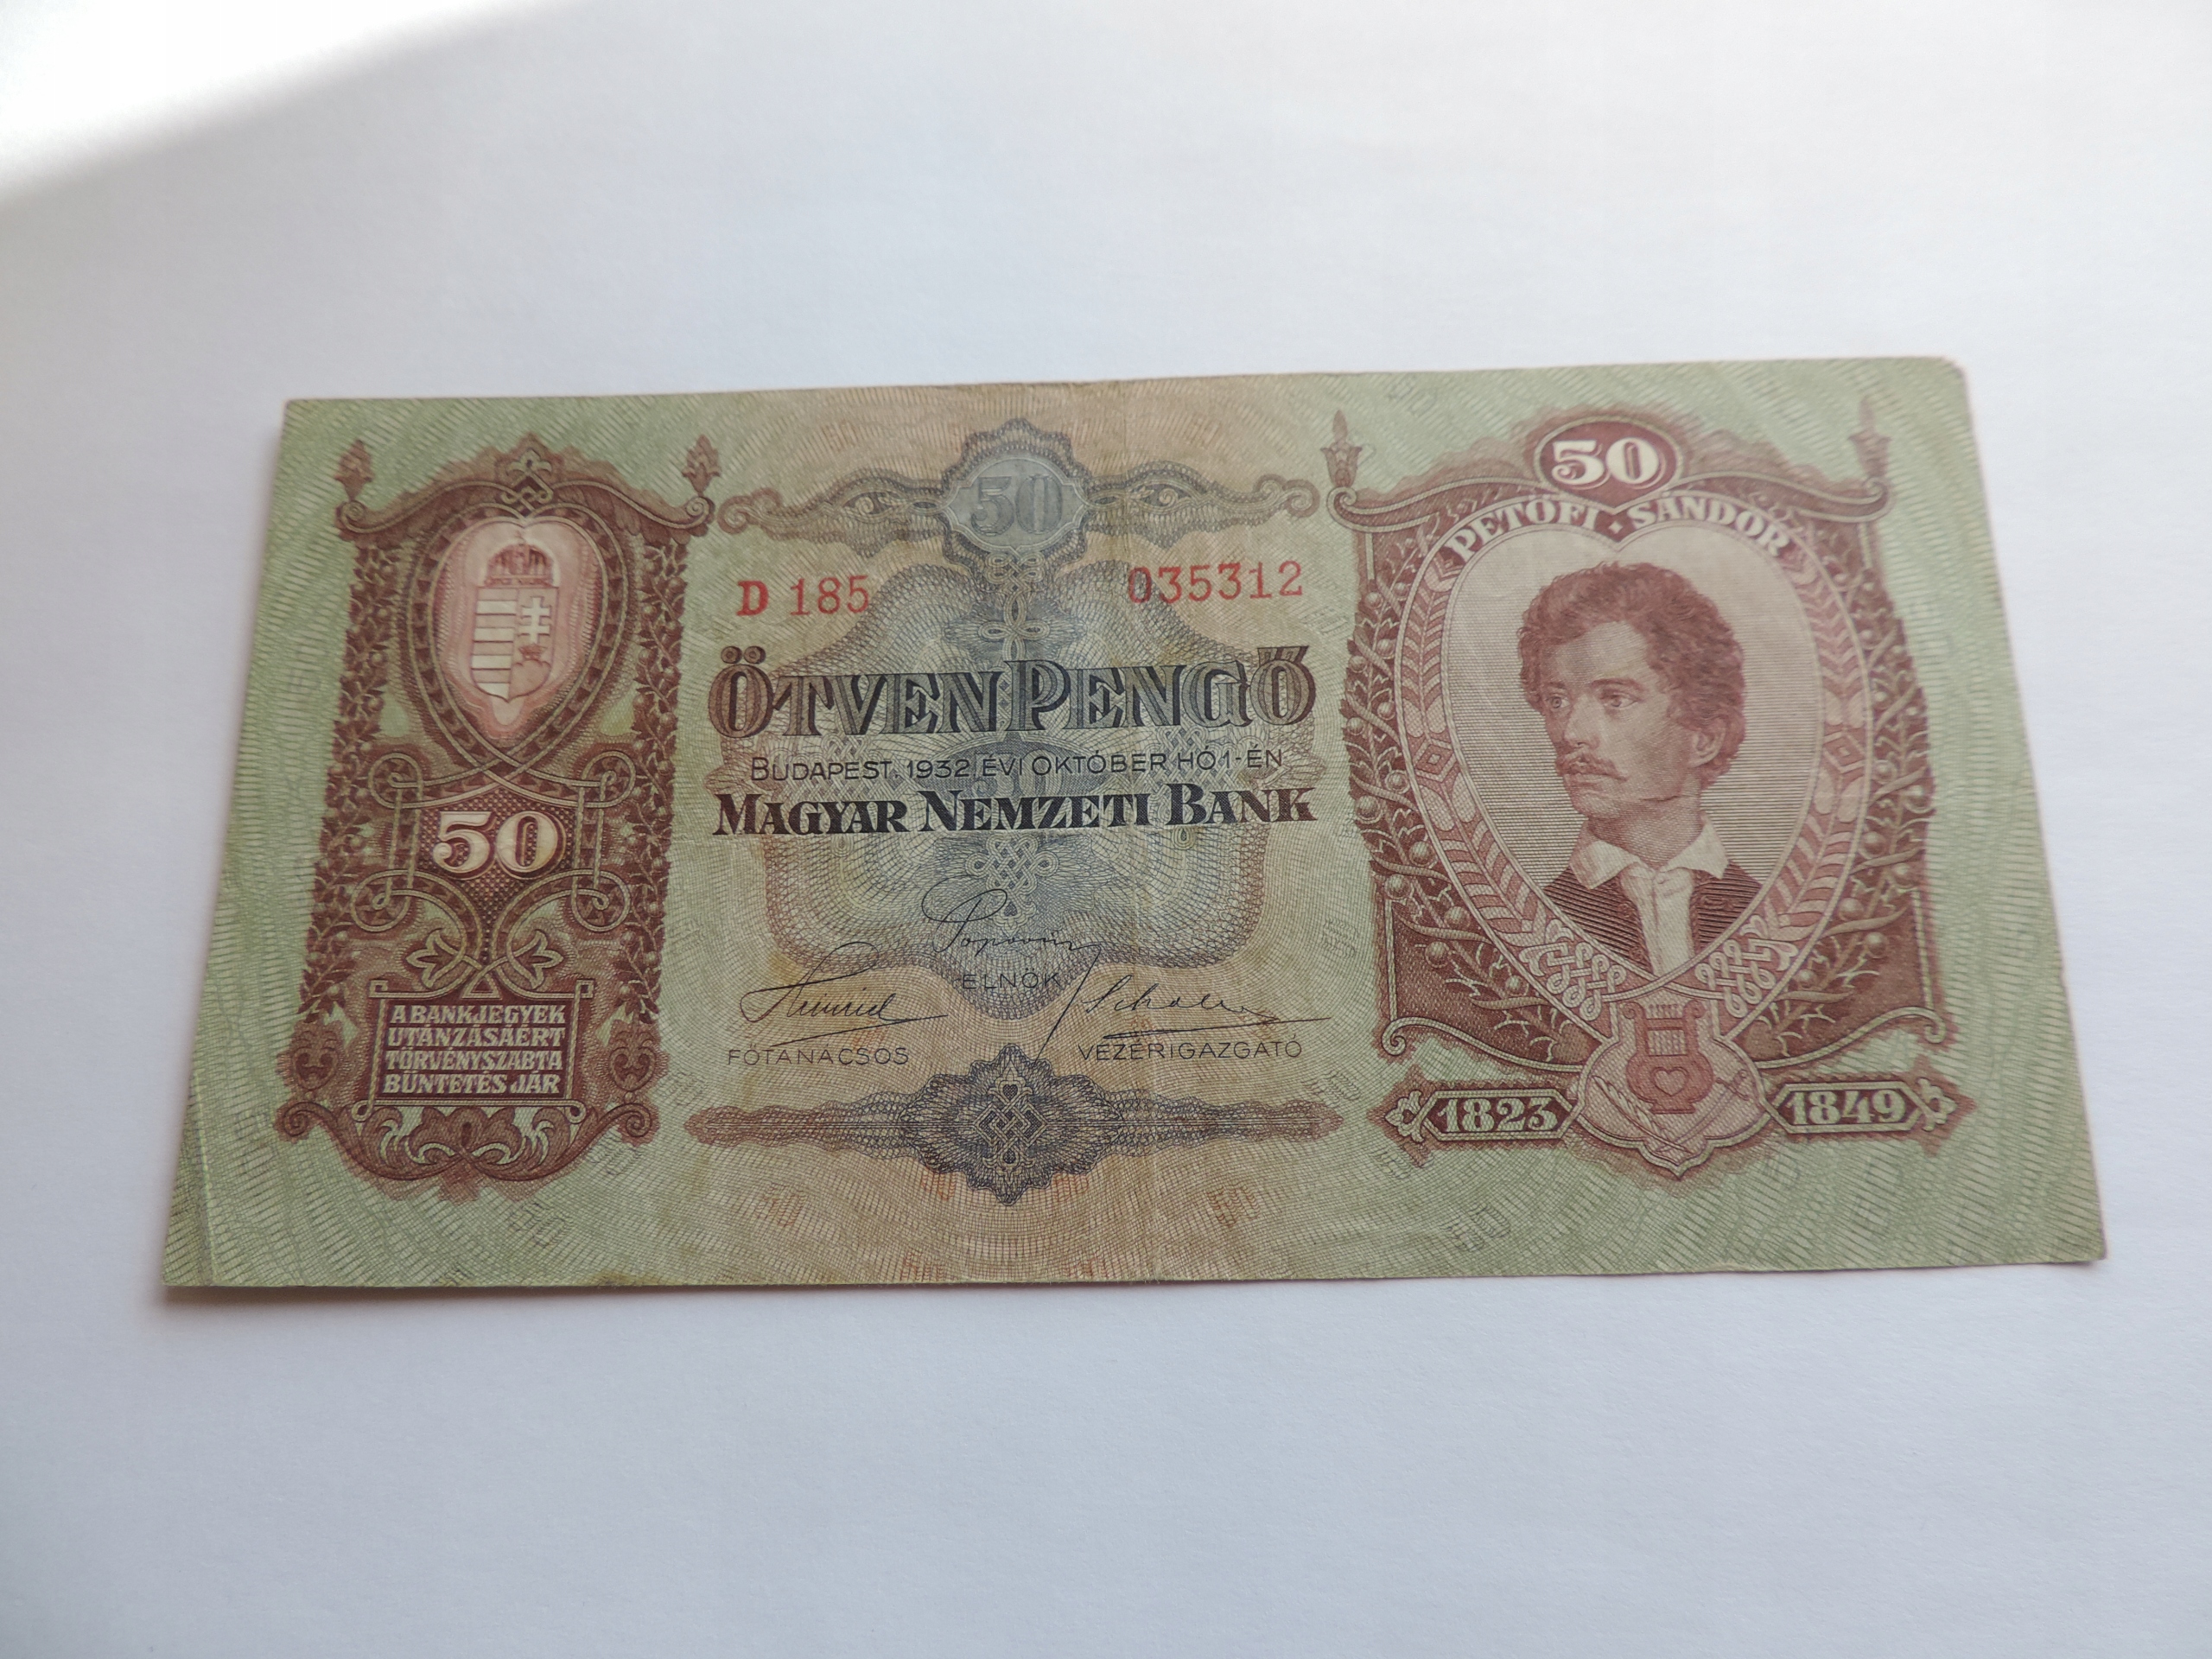 50
50
PETŐFI · SÁNDOR
D 185 035312
ÖTVEN PENGŐ
BUDAPEST, 1932 ÉVI OKTÓBER HÓ 1-ÉN
MAGYAR NEMZETI BANK
50
ELNÖK
FŐTANÁCSOS
VEZÉRIGAZGATÓ
A BANKJEGYEK
UTÁNZÁSÁÉRT
TÖRVÉNYSZABTA
BÜNTETÉS JÁR
1823
1849